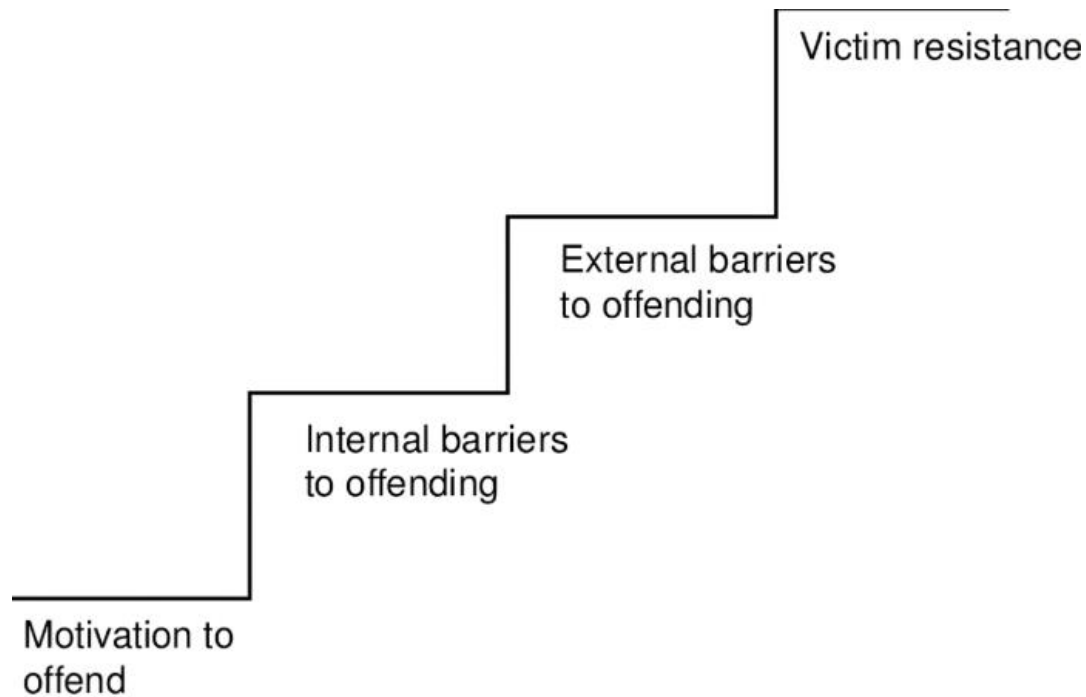 Victim resistance
External barriers
to offending
Internal barriers
to offending
Motivation to
offend